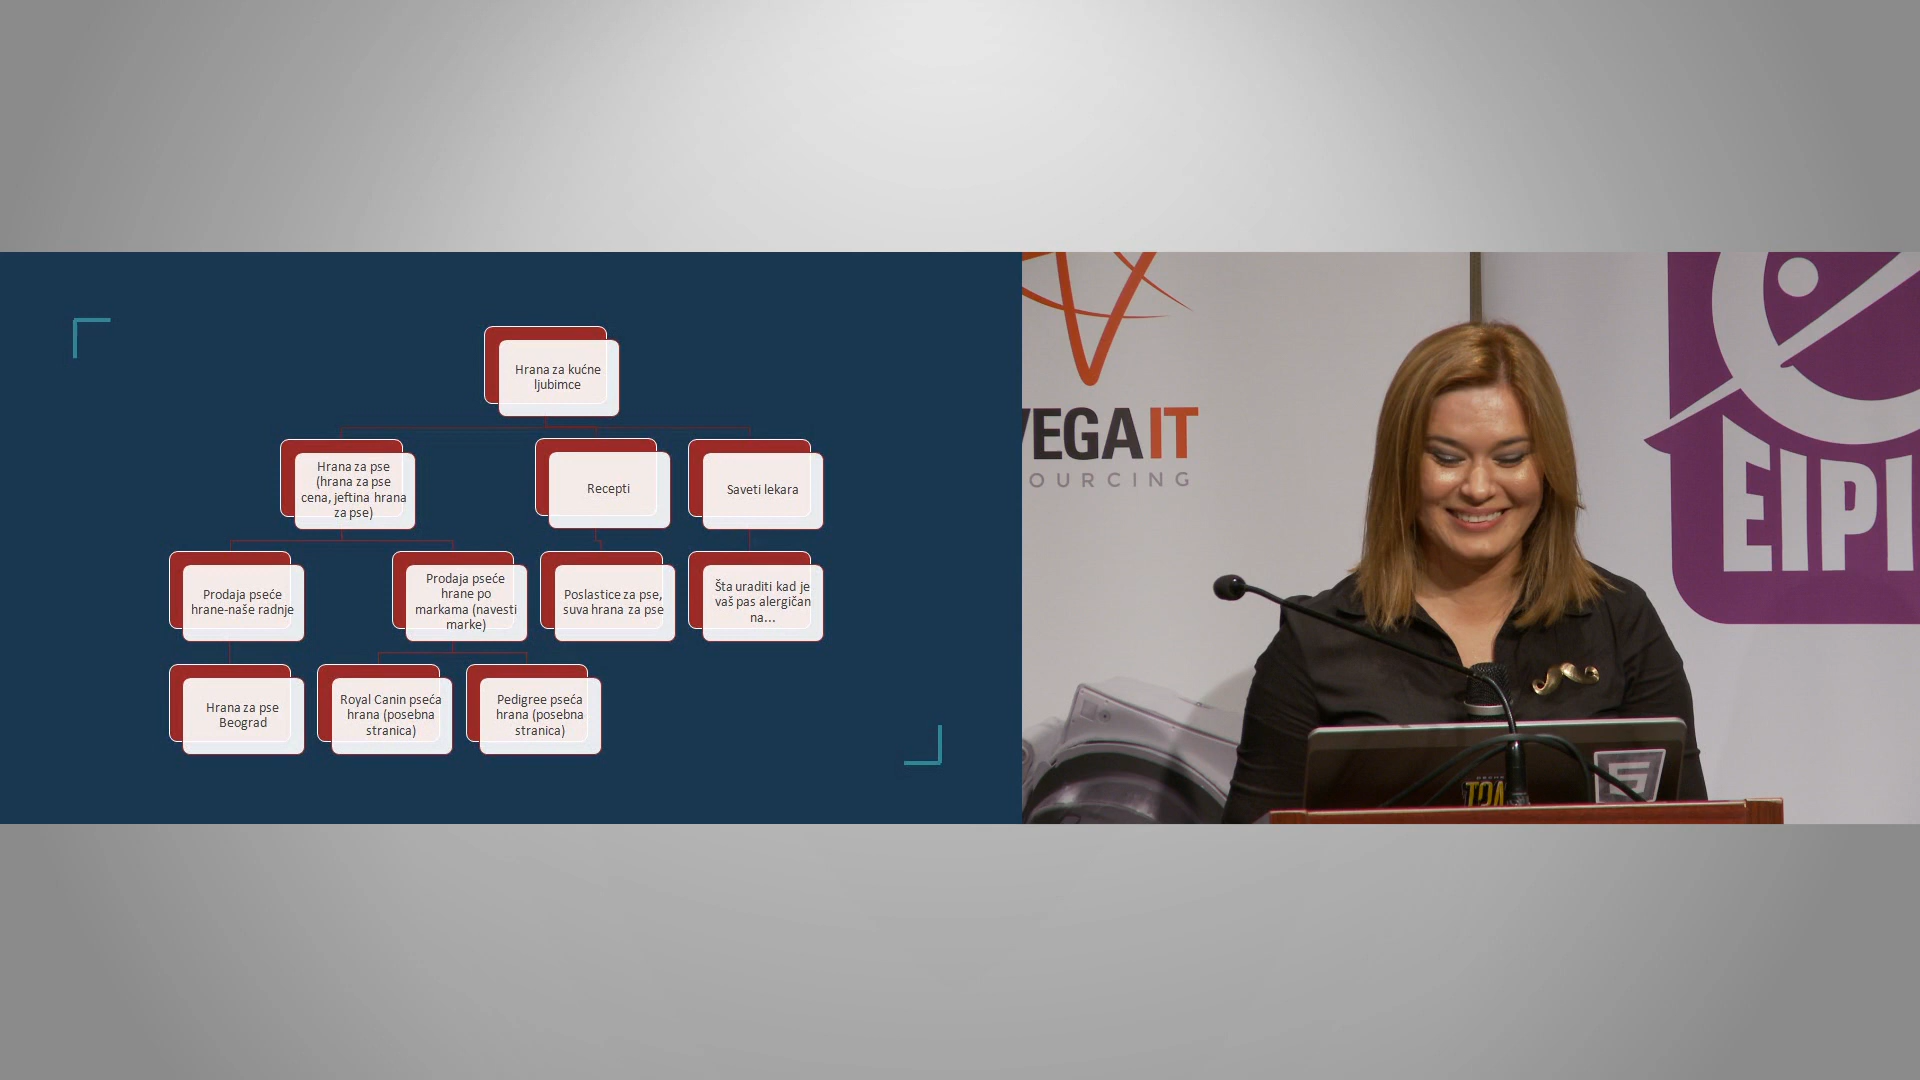 Hrana za kućne
ljubimce
Hrana za pse
(hrana za pse
cena, jeftina hrana
za pse)
Recepti
Saveti lekara
Prodaja pseće
hrane-naše radnje
Prodaja pseće
hrane po
markama (navesti
marke)
Poslastice za pse,
suva hrana za pse
Šta uraditi kad je
vaš pas alergičan
na...
Hrana za pse
Beograd
Royal Canin pseća
hrana (posebna
stranica)
Pedigree pseća
hrana (posebna
stranica)
VEGA IT
OURCING
EIPI
5